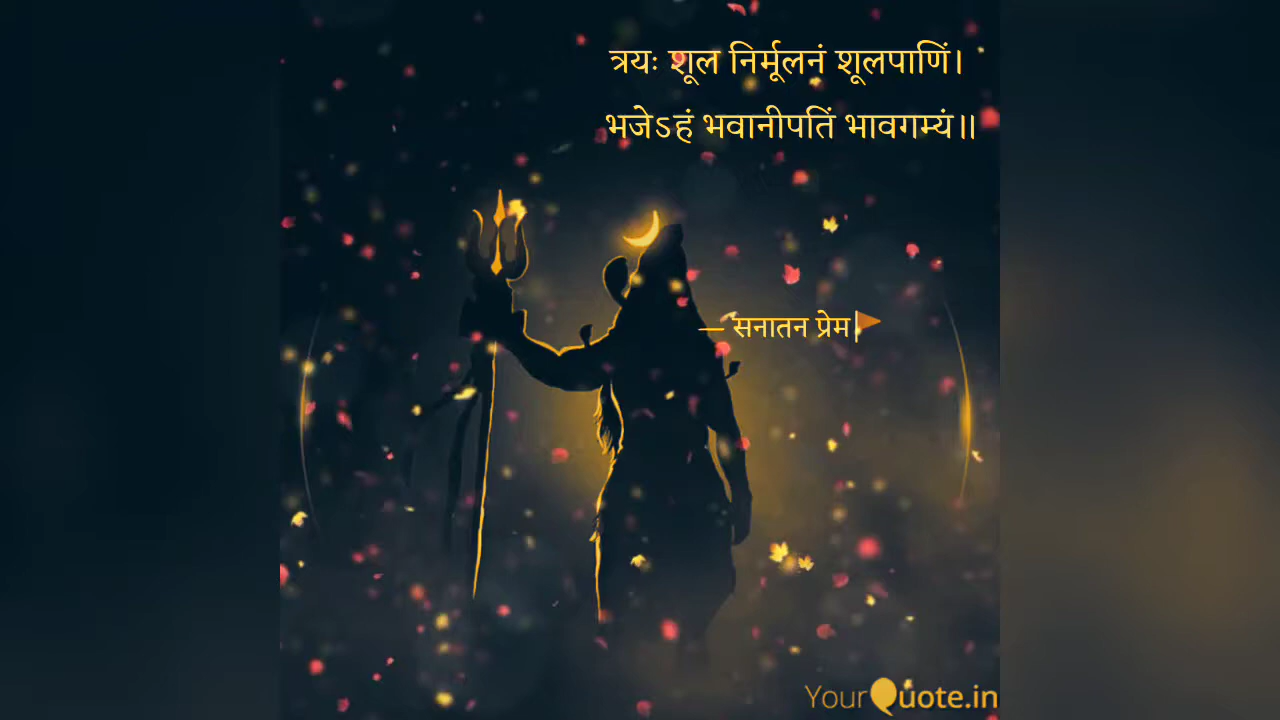 त्रयः शूल निर्मूलनं शूलपाणिं।
भजेऽहं भवानीपतिं भावगम्यं॥
— सनातन प्रेम
YourQuote.in